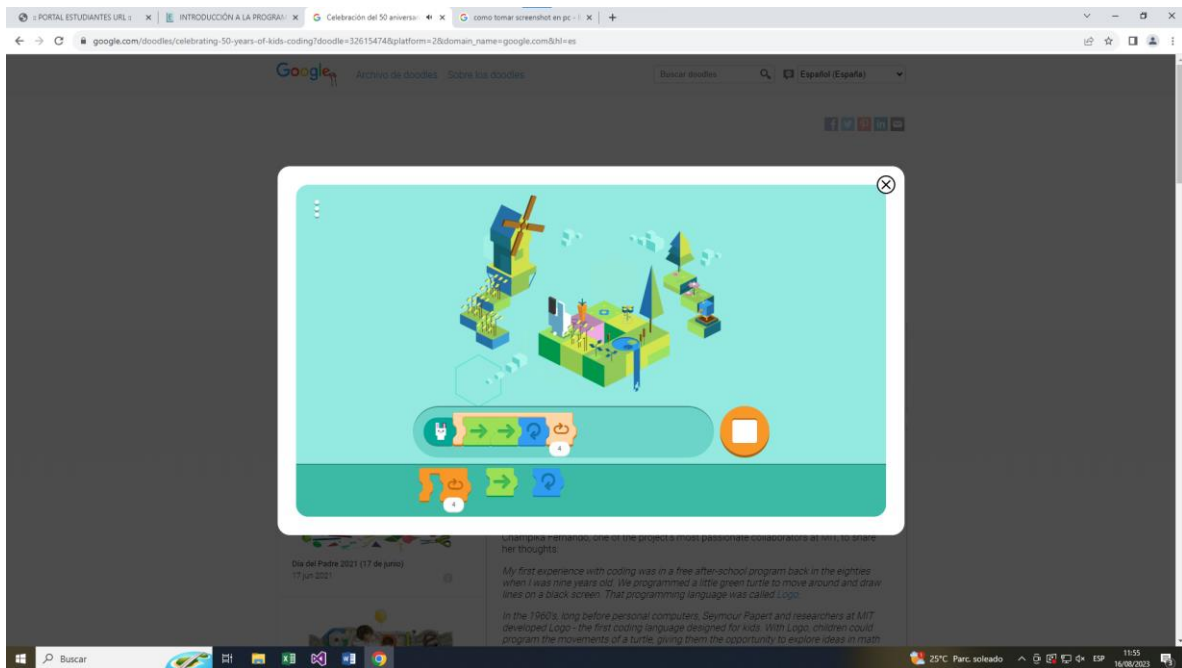 :: PORTAL ESTUDIANTES URL ::
INTRODUCCIÓN A LA PROGRAM
Celebración del 50 aniversa
como tomar screenshot en pc - 
google.com/doodles/celebrating-50-years-of-kids-coding?doodle=32615474&platform=2&domain_name=google.com&hl=es
Google
Archivo de doodles
Sobre los doodles
Buscar doodles
Español (España)
4
4
Champika Fernando, one of the project's most passionate collaborators at MIT, to share
her thoughts:
Día del Padre 2021 (17 de junio)
17 jun 2021
My first experience with coding was in a free after-school program back in the eighties
when I was nine years old. We programmed a little green turtle to move around and draw
lines on a black screen. That programming language was called Logo.
In the 1960's, long before personal computers, Seymour Papert and researchers at MIT
developed Logo - the first coding language designed for kids. With Logo, children could
program the movements of a turtle, giving them the opportunity to explore ideas in math
Buscar
25°C Parc. soleado
ESP
11:55
16/08/2023